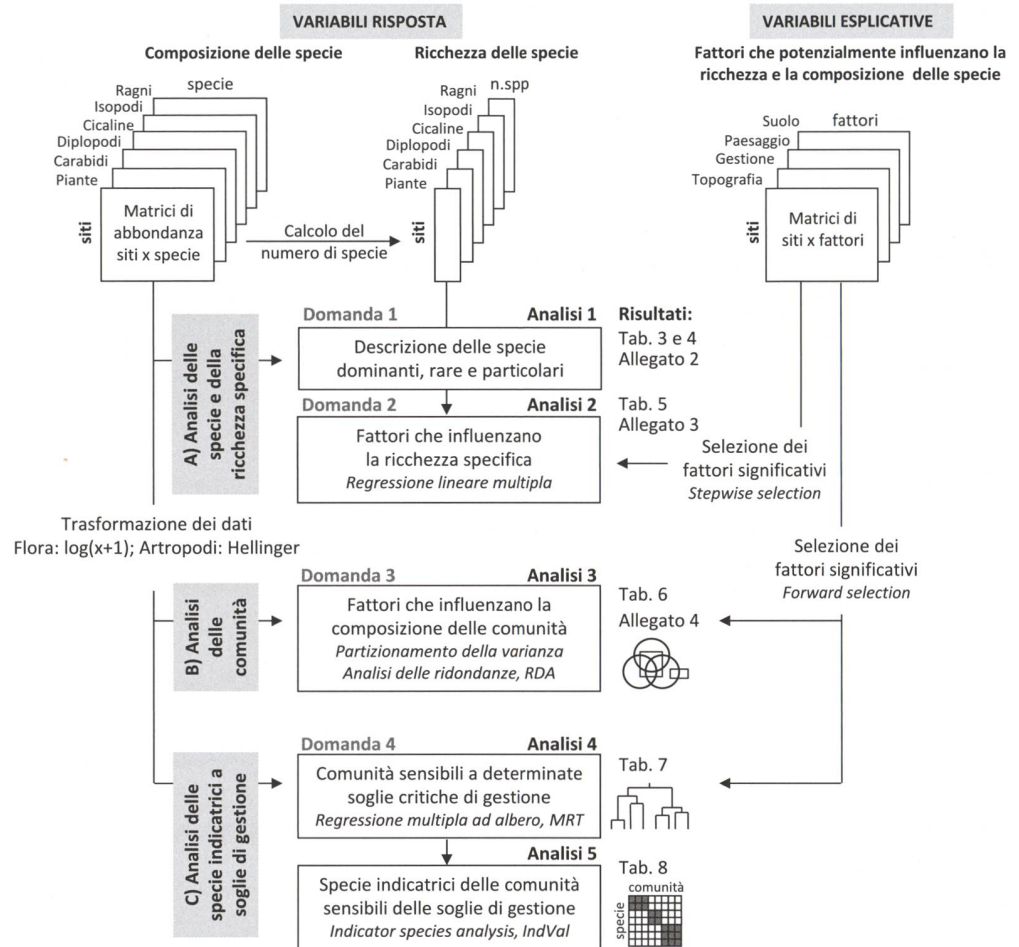 VARIABILI RISPOSTA
VARIABILI ESPLICATIVE
Composizione delle specie
Ricchezza delle specie
Fattori che potenzialmente influenzano la
ricchezza e la composizione delle specie
Ragni
specie
Isopodi
Cicaline
Diplopodi
Carabidi
Piante
siti
Matrici di
abbondanza
siti x specie
Calcolo del
numero di specie
Ragni
n.spp
Isopodi
Cicaline
Diplopodi
Carabidi
Piante
siti
Suolo
fattori
Paesaggio
Gestione
Topografia
siti
Matrici di
siti x fattori
A) Analisi delle
specie e della
ricchezza specifica
Domanda 1
Analisi 1
Descrizione delle specie
dominanti, rare e particolari
Risultati:
Tab. 3 e 4
Allegato 2
Domanda 2
Analisi 2
Fattori che influenzano
la ricchezza specifica
Regressione lineare multipla
Tab. 5
Allegato 3
Selezione dei
fattori significativi
Stepwise selection
Trasformazione dei dati
Flora: log(x+1); Artropodi: Hellinger
Selezione dei
fattori significativi
Forward selection
B) Analisi
delle
comunità
Domanda 3
Analisi 3
Fattori che influenzano la
composizione delle comunità
Partizionamento della varianza
Analisi delle ridondanze, RDA
Tab. 6
Allegato 4
C) Analisi delle
specie indicatrici a
soglie di gestione
Domanda 4
Analisi 4
Comunità sensibili a determinate
soglie critiche di gestione
Regressione multipla ad albero, MRT
Tab. 7
Analisi 5
Specie indicatrici delle comunità
sensibili delle soglie di gestione
Indicator species analysis, IndVal
Tab. 8
comunità
specie